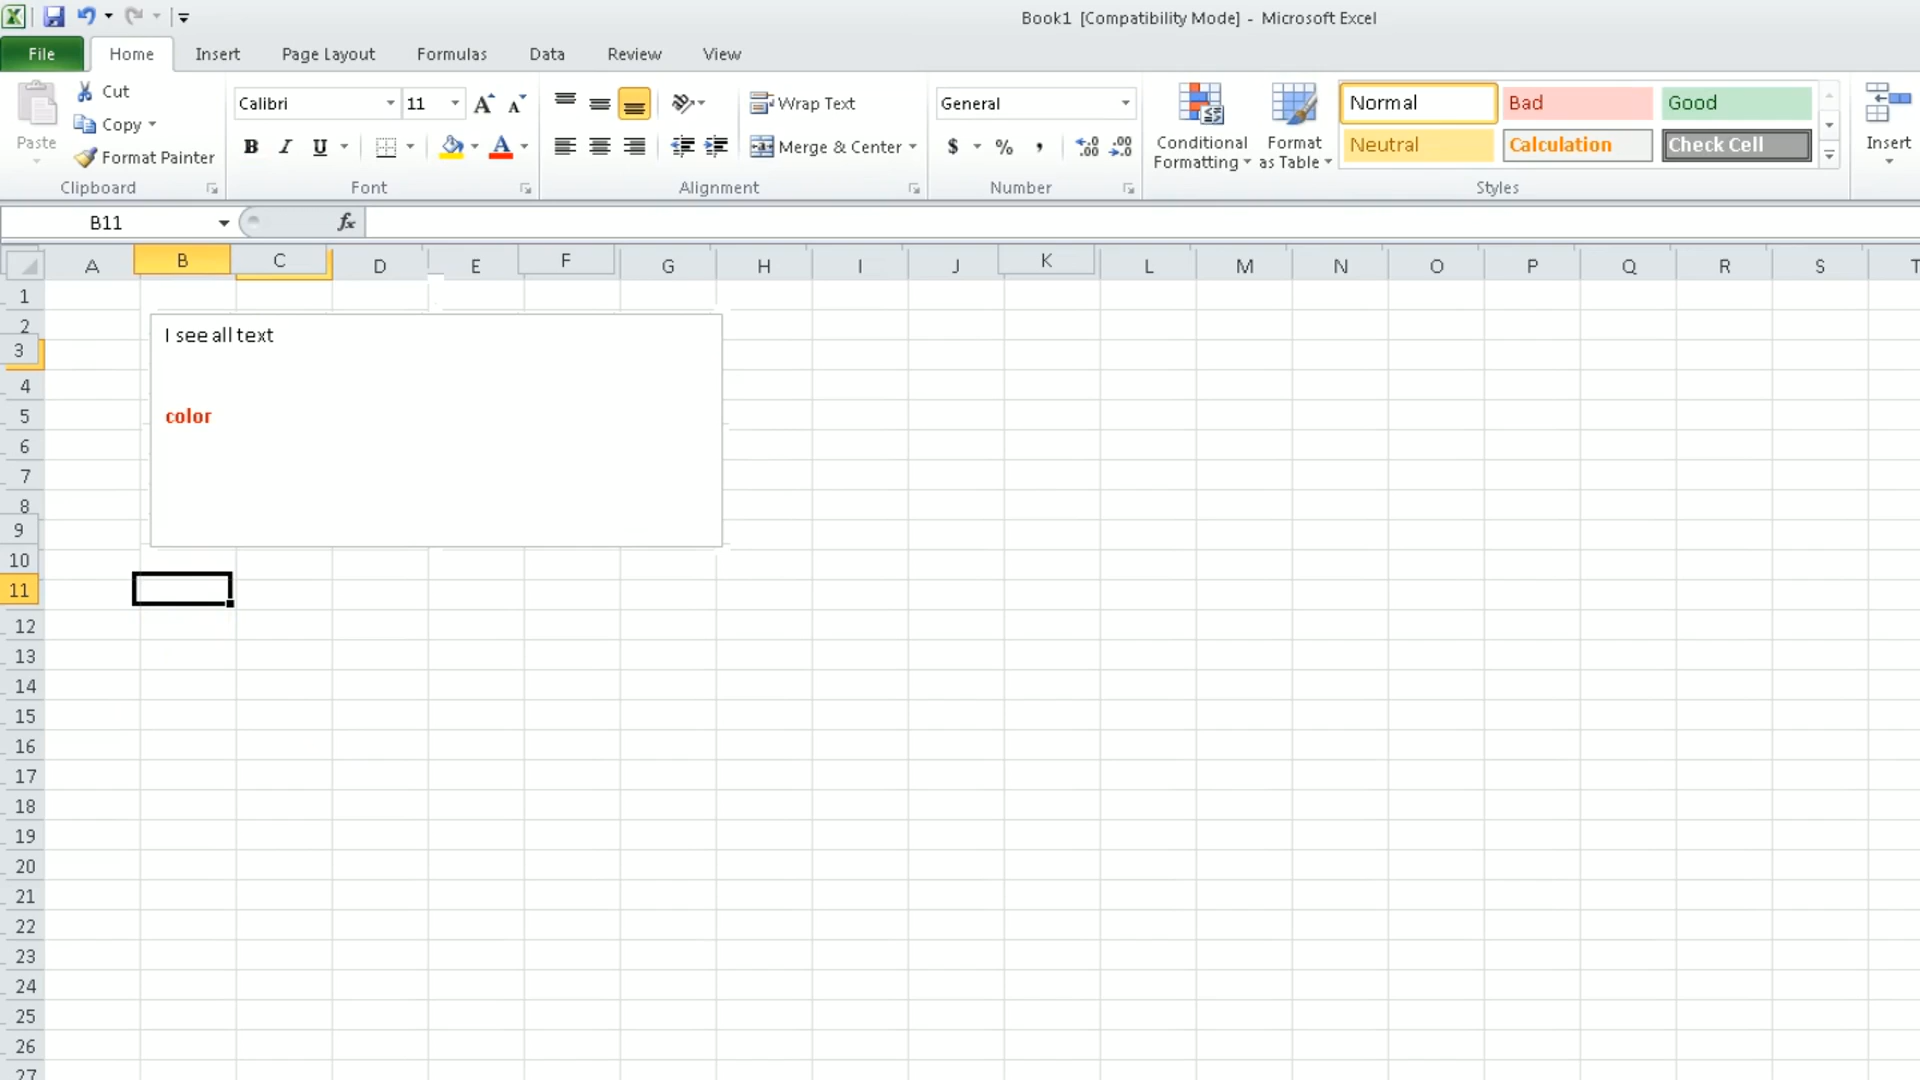 Book1 [Compatibility Mode] - Microsoft Excel
File Home Insert Page Layout Formulas Data Review View
Paste
Cut
Copy
Format Painter
Clipboard
Calibri 11
B I U A
Font
Wrap Text
Merge & Center
Alignment
General
$ % ,
Number
Conditional Formatting
Format as Table
Normal Bad Good
Neutral Calculation Check Cell
Styles
Insert
B11 fx
A B C D E F G H I J K L M N O P Q R S T
1
2
3
4
5
6
7
8
9
10
11
12
13
14
15
16
17
18
19
20
21
22
23
24
25
26
27
I see all text
color